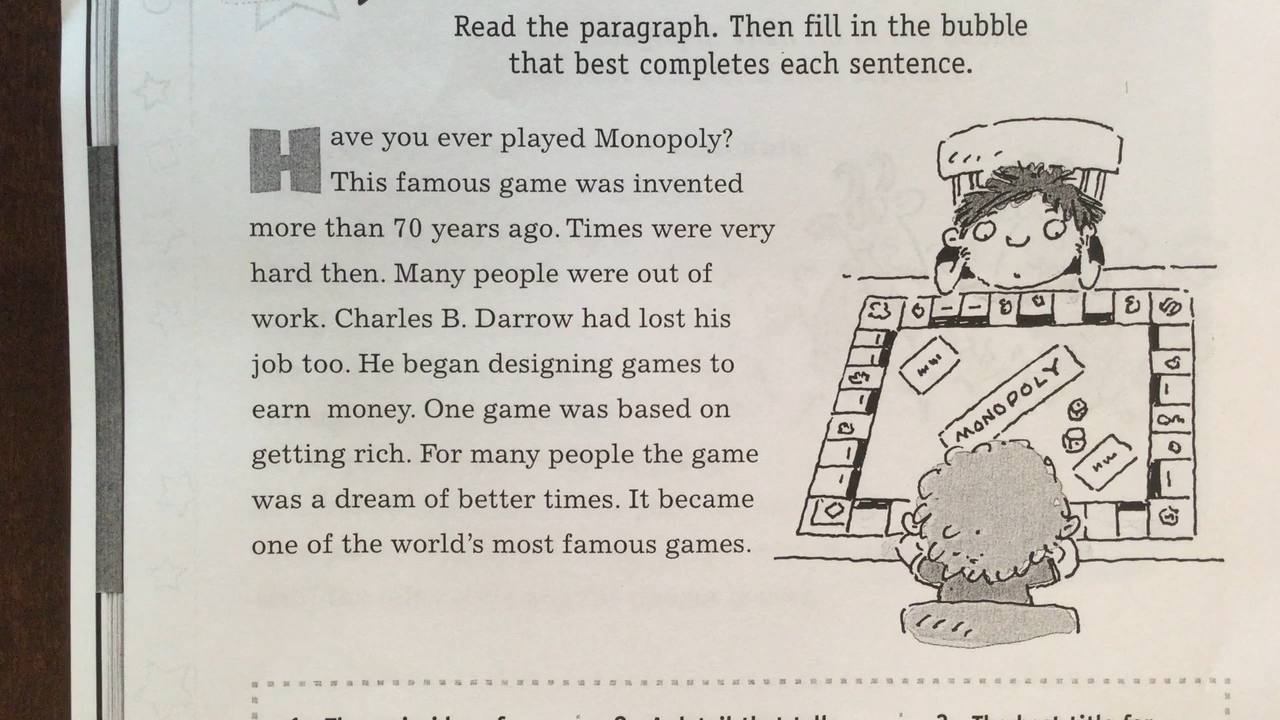 Read the paragraph. Then fill in the bubble
that best completes each sentence.
Have you ever played Monopoly?
This famous game was invented
more than 70 years ago. Times were very
hard then. Many people were out of
work. Charles B. Darrow had lost his
job too. He began designing games to
earn money. One game was based on
getting rich. For many people the game
was a dream of better times. It became
one of the world's most famous games.
MONOPOLY